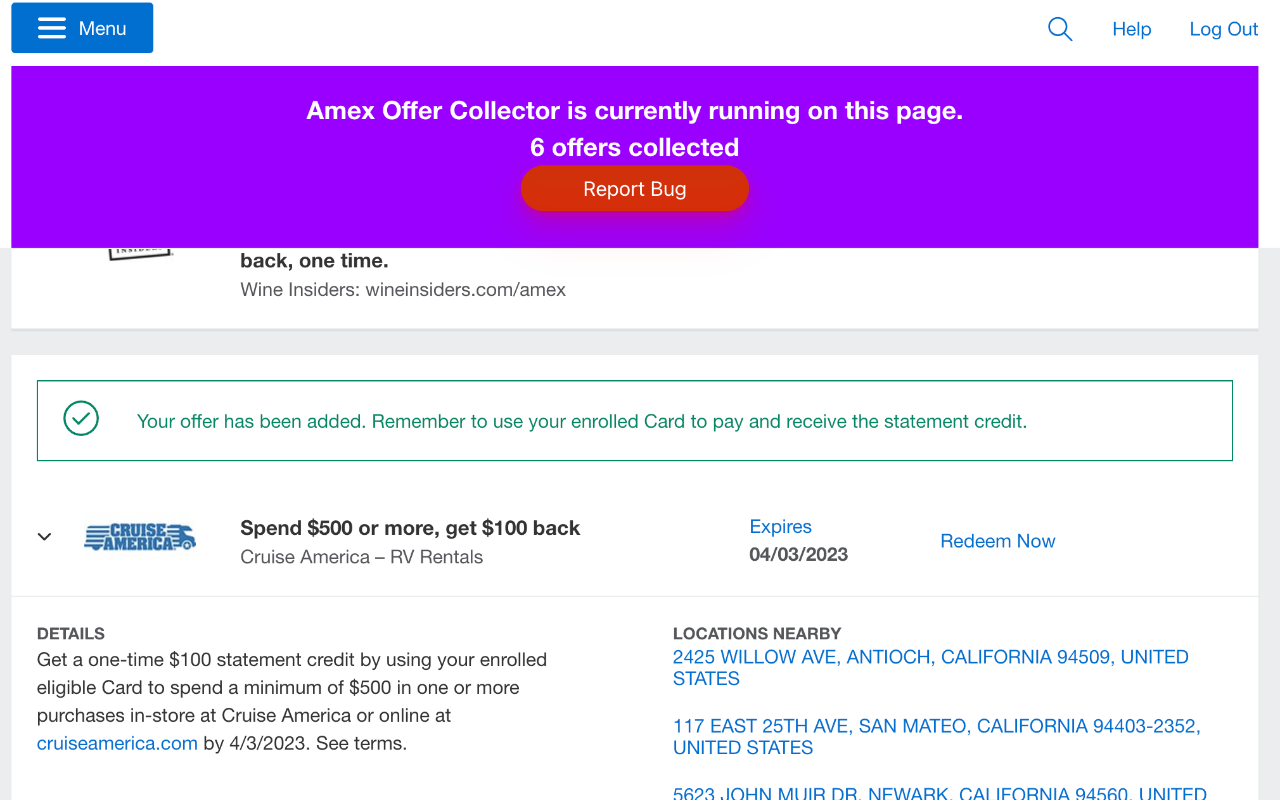 Menu
Help
Log Out
Amex Offer Collector is currently running on this page.
6 offers collected
Report Bug
back, one time.
Wine Insiders: wineinsiders.com/amex
Your offer has been added. Remember to use your enrolled Card to pay and receive the statement credit.
CRUISE
AMERICA
Spend $500 or more, get $100 back
Cruise America – RV Rentals
Expires
04/03/2023
Redeem Now
DETAILS
Get a one-time $100 statement credit by using your enrolled
eligible Card to spend a minimum of $500 in one or more
purchases in-store at Cruise America or online at
cruiseamerica.com by 4/3/2023. See terms.
LOCATIONS NEARBY
2425 WILLOW AVE, ANTIOCH, CALIFORNIA 94509, UNITED
STATES
117 EAST 25TH AVE, SAN MATEO, CALIFORNIA 94403-2352,
UNITED STATES
5623 JOHN MUIR DR, NEWARK, CALIFORNIA 94560, UNITED